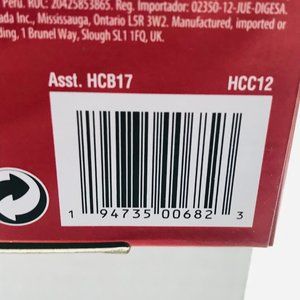 Peru. RUC: 20425853865. Reg. Importador: 02350-12-JUE-DIGESA.
ada Inc., Mississauga, Ontario L5R 3W2. Manufactured, imported or
ding, 1 Brunel Way, Slough SL1 1FQ, UK.
Asst. HCB17 HCC12
1 94735 00682 3